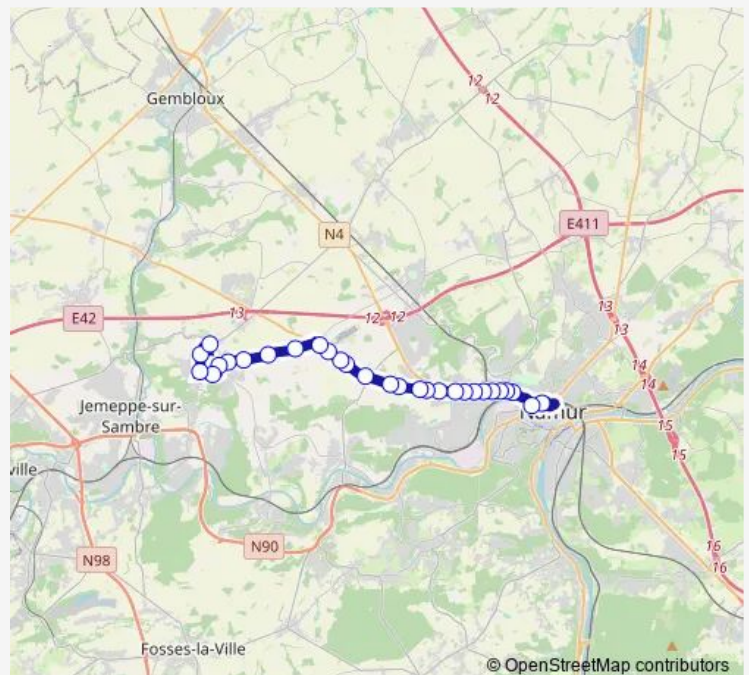 12
12
Gembloux
E411
N4
13
12
12
E42
13
13
14
14
Jemeppe-sur-
Sambre
Namur
15
15
ville
N90
N98
16
16
Fosses-la-Ville
© OpenStreetMap contributors